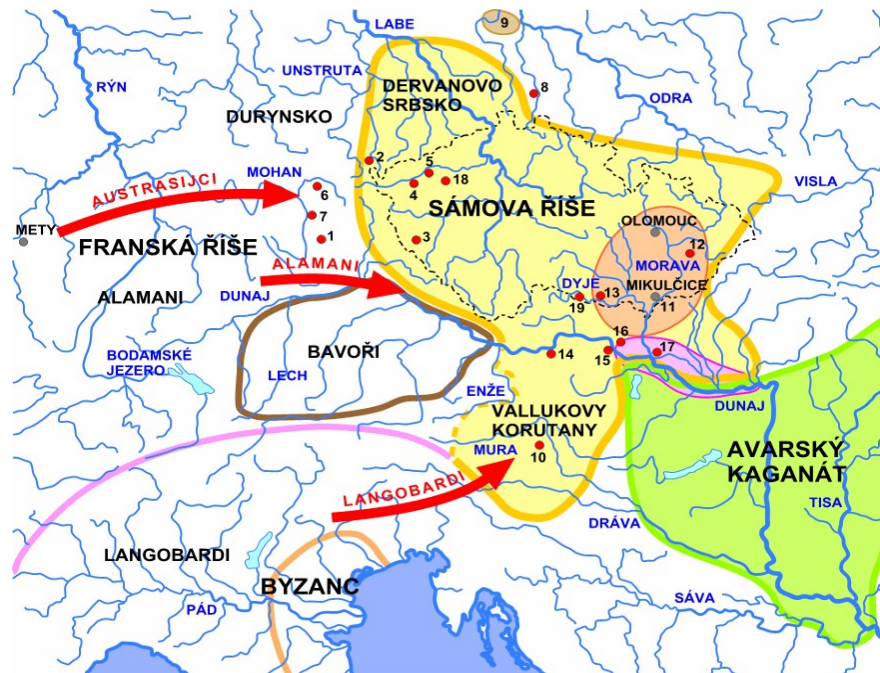 LABE
9
UNSTRUTA
DERVANOVO
SRBSKO
RÝN
8
ODRA
DURYNSKO
2
5
MOHAN
4
18
VISLA
AUSTRASIJCI
6
SÁMOVA ŘÍŠE
7
OLOMOUC
METY
FRANSKÁ ŘÍŠE
1
3
12
ALAMANI
MORAVA
DYJE
MIKULČICE
ALAMANI
DUNAJ
19
13
11
BAVOŘI
16
BODAMSKÉ
JEZERO
14
15
17
LECH
ENŽE
DUNAJ
VALLUKOVY
KORUTANY
MURA
10
AVARSKÝ
KAGANÁT
LANGOBARDI
TISA
DRÁVA
LANGOBARDI
BYZANC
SÁVA
PÁD